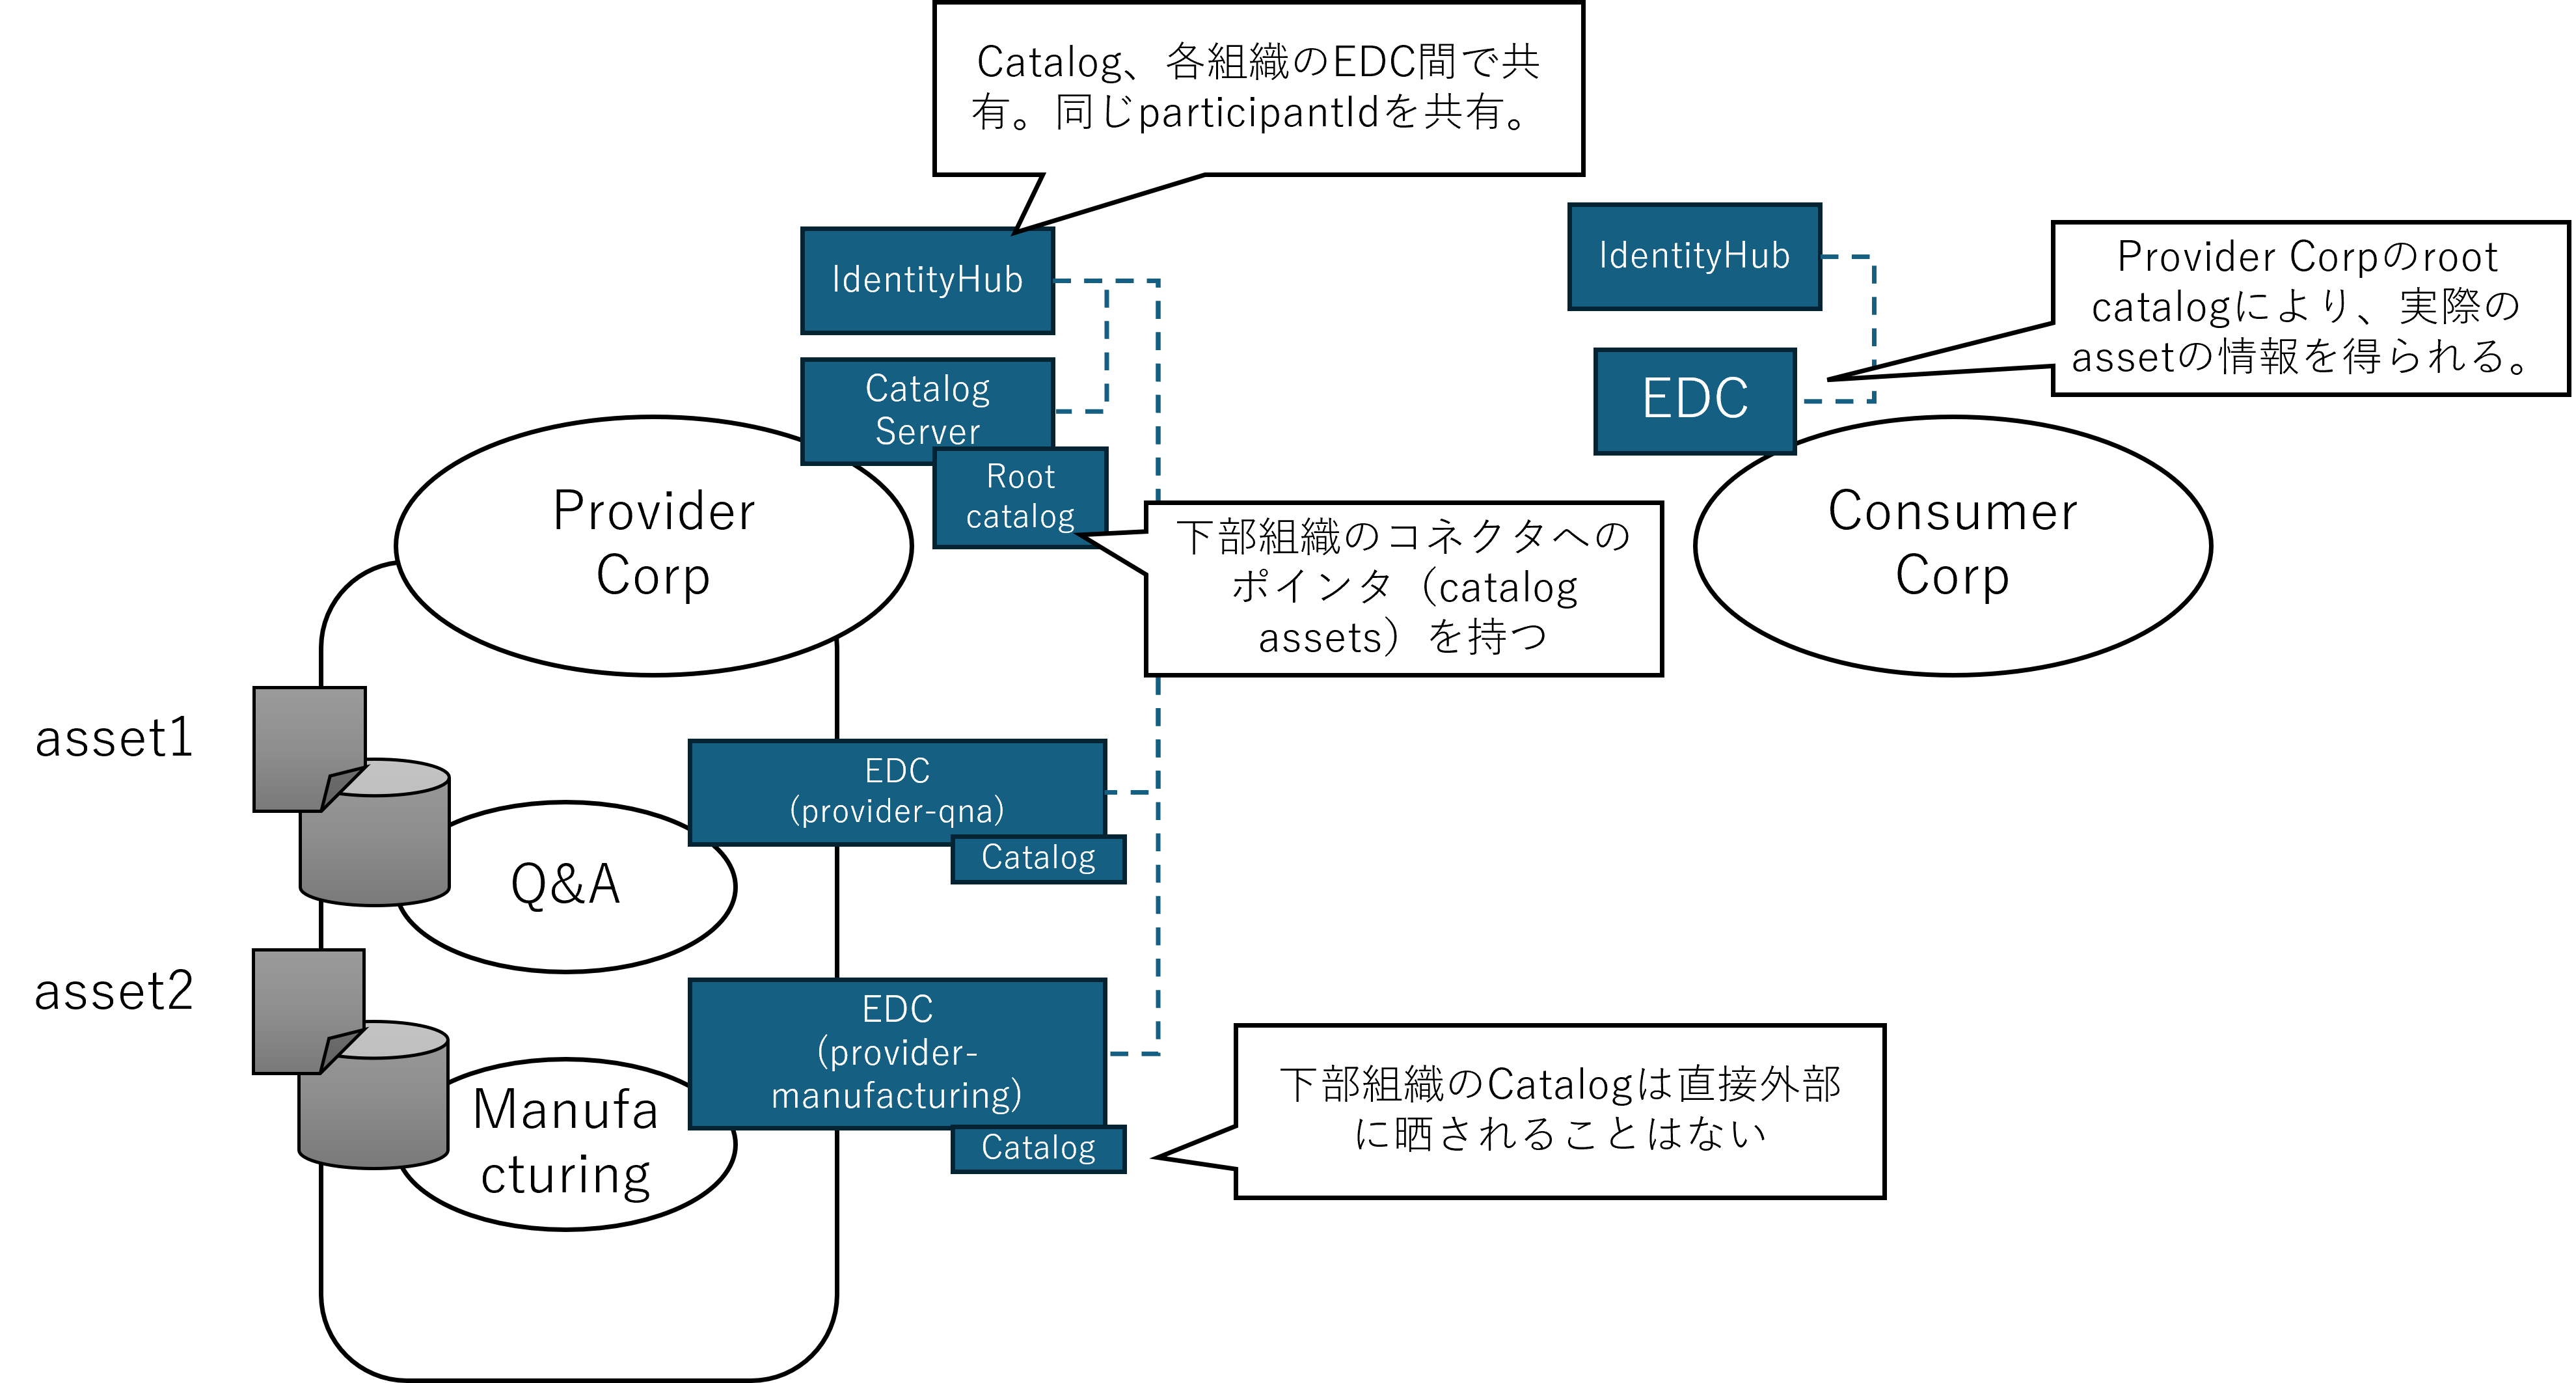 Catalog、各組織のEDC間で共
有。同じparticipantIdを共有。
IdentityHub
IdentityHub
Provider Corpのroot
catalogにより、実際の
assetの情報を得られる。
Catalog
Server
EDC
Root
catalog
Provider
Corp
下部組織のコネクタへの
ポインタ（catalog
assets）を持つ
Consumer
Corp
asset1
EDC
(provider-qna)
Catalog
Q&A
asset2
EDC
(provider-
manufacturing)
Catalog
Manufa
cturing
下部組織のCatalogは直接外部
に晒されることはない